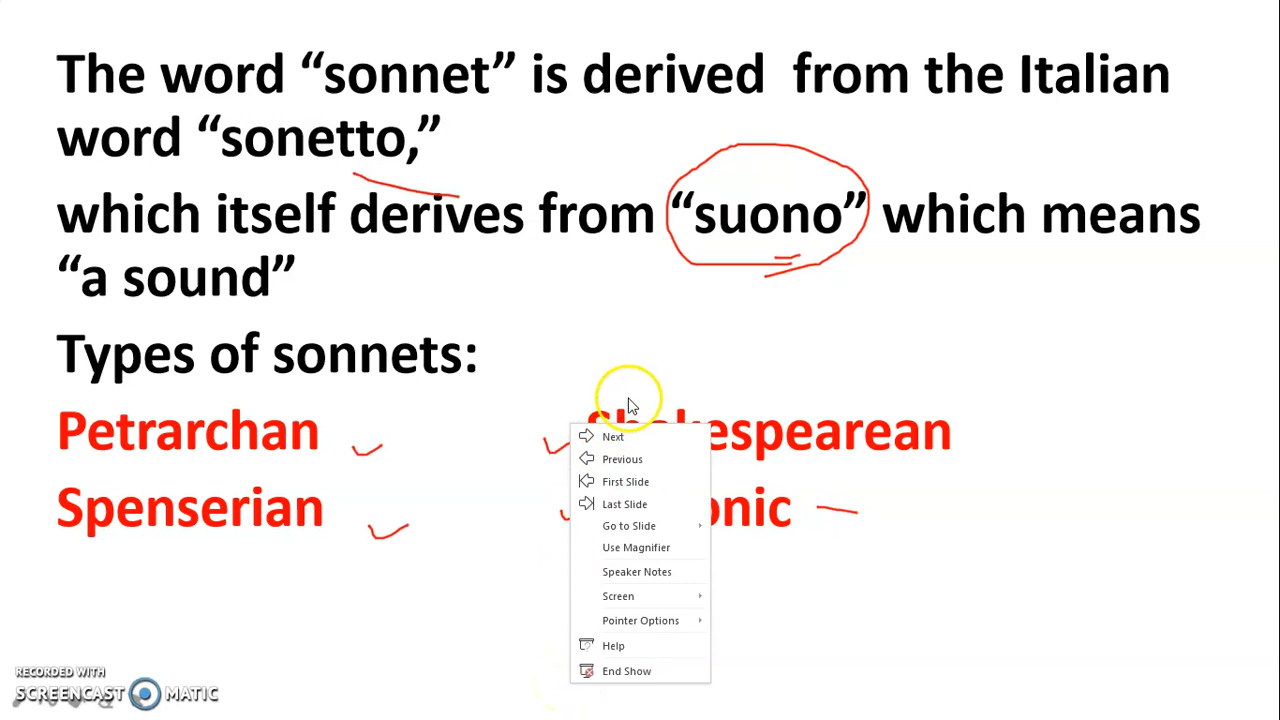 The word “sonnet” is derived from the Italian
word “sonetto,”
which itself derives from “suono” which means
“a sound”
Types of sonnets:
Petrarchan Shakespearean
Spenserian
Next
Previous
First Slide
Last Slide
Go to Slide
Use Magnifier
Speaker Notes
Screen
Pointer Options
Help
End Show
RECORDED WITH
SCREENCAST MATIC